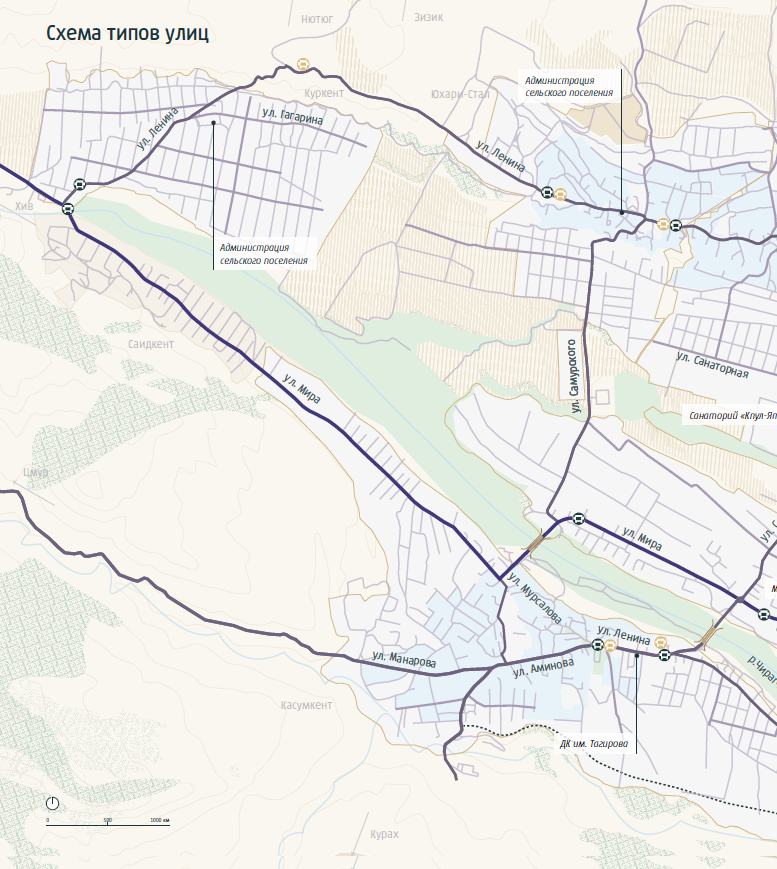 Схема типов улиц
Нютюг
Зизик
Куркент
Юхари-Стал
Администрация
сельского поселения
ул. Ленина
ул. Гагарина
ул. Ленина
Хив
Администрация
сельского поселения
Саидкент
ул. Мира
ул. Самурского
ул. Санаторная
Санаторий «Кпул-Яп
Цмур
ул. Мира
ул. С
М
ул. Мурсалова
ул. Ленина
ул. Манарова
ул. Аминова
р.Чираг
Касумкент
ДК им. Тагирова
0 500 1000 км
Курах